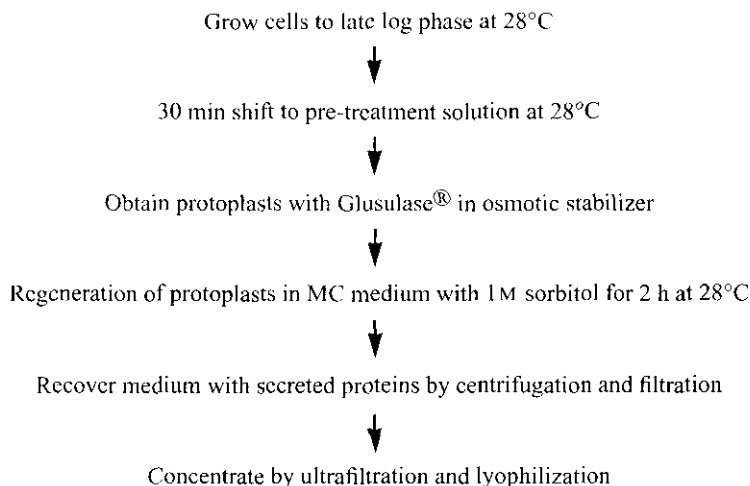 Grow cells to late log phase at 28°C
30 min shift to pre-treatment solution at 28°C
Obtain protoplasts with Glusulase® in osmotic stabilizer
Regeneration of protoplasts in MC medium with 1M sorbitol for 2 h at 28°C
Recover medium with secreted proteins by centrifugation and filtration
Concentrate by ultrafiltration and lyophilization